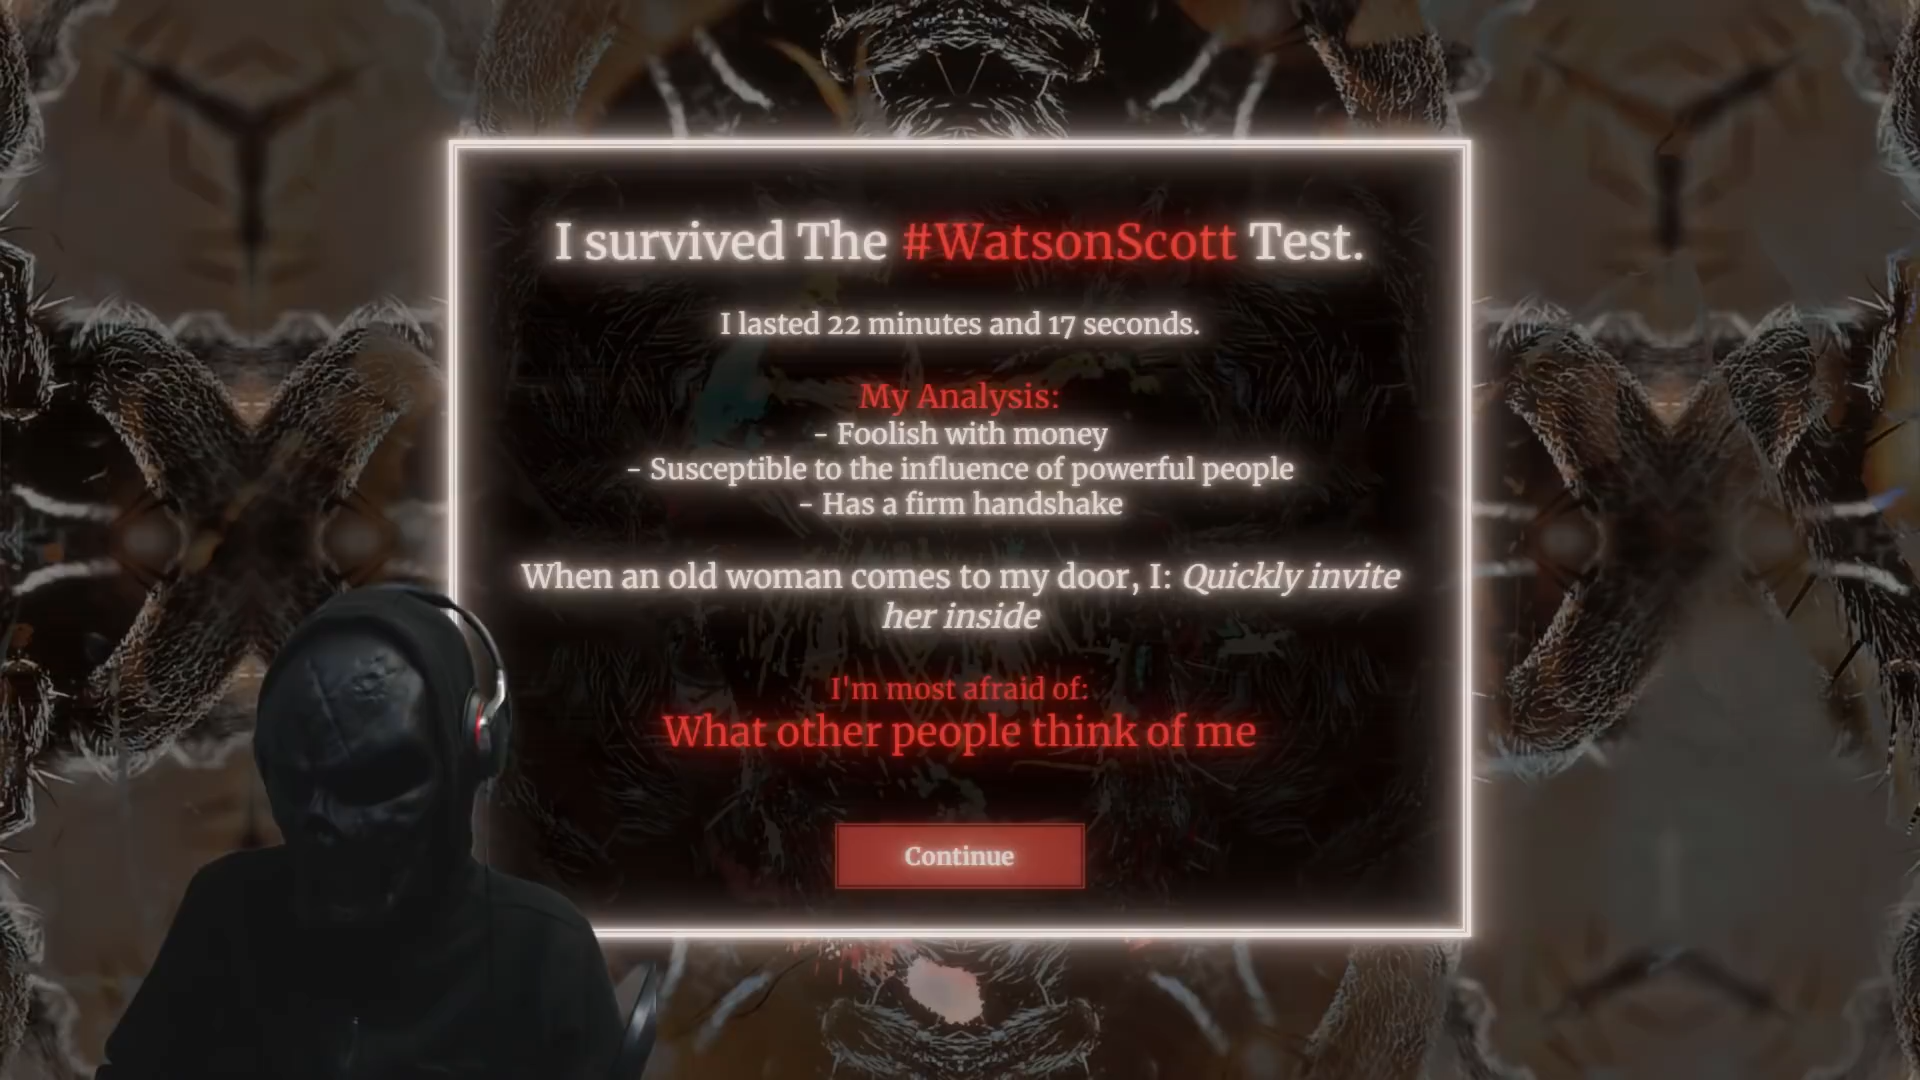 I survived The #WatsonScott Test.
I lasted 22 minutes and 17 seconds.
My Analysis:
- Foolish with money
- Susceptible to the influence of powerful people
- Has a firm handshake
When an old woman comes to my door, I: Quickly invite
her inside
I'm most afraid of:
What other people think of me
Continue